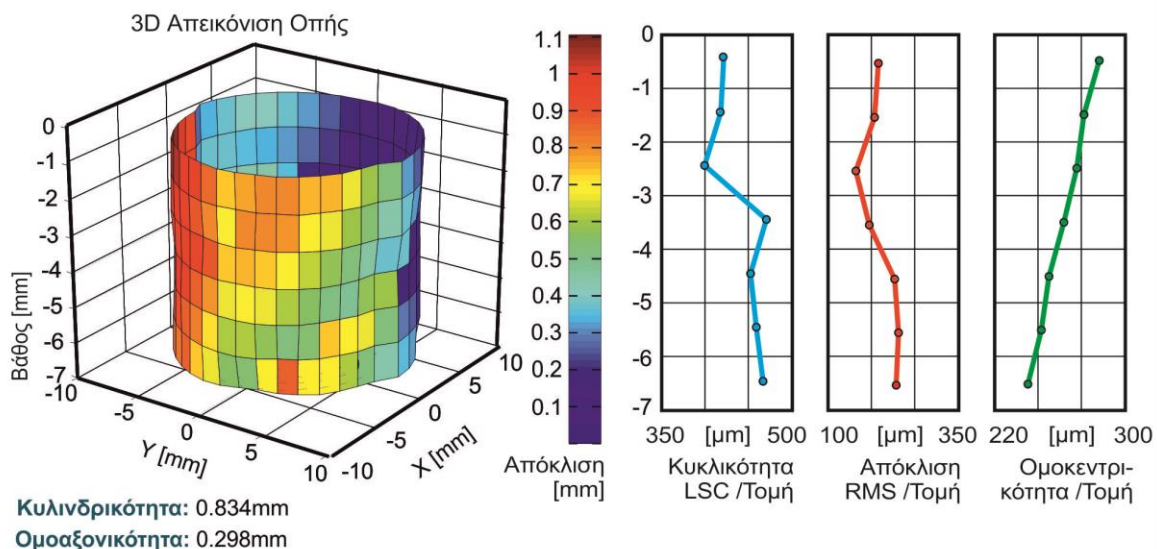 3D Απεικόνιση Οπής
0
-1
-2
-3
-4
-5
-6
-7
Βάθος [mm]
-10
-5
0
5
10
Y [mm]
-10
-5
0
5
10
X [mm]
1.1
1
0.9
0.8
0.7
0.6
0.5
0.4
0.3
0.2
0.1
Απόκλιση
[mm]
0
-1
-2
-3
-4
-5
-6
-7
350 [μm] 500
Κυκλικότητα
LSC /Τομή
100 [μm] 350
Απόκλιση
RMS /Τομή
220 [μm] 300
Ομοκεντρι-
κότητα /Τομή
Κυλινδρικότητα: 0.834mm
Ομοαξονικότητα: 0.298mm